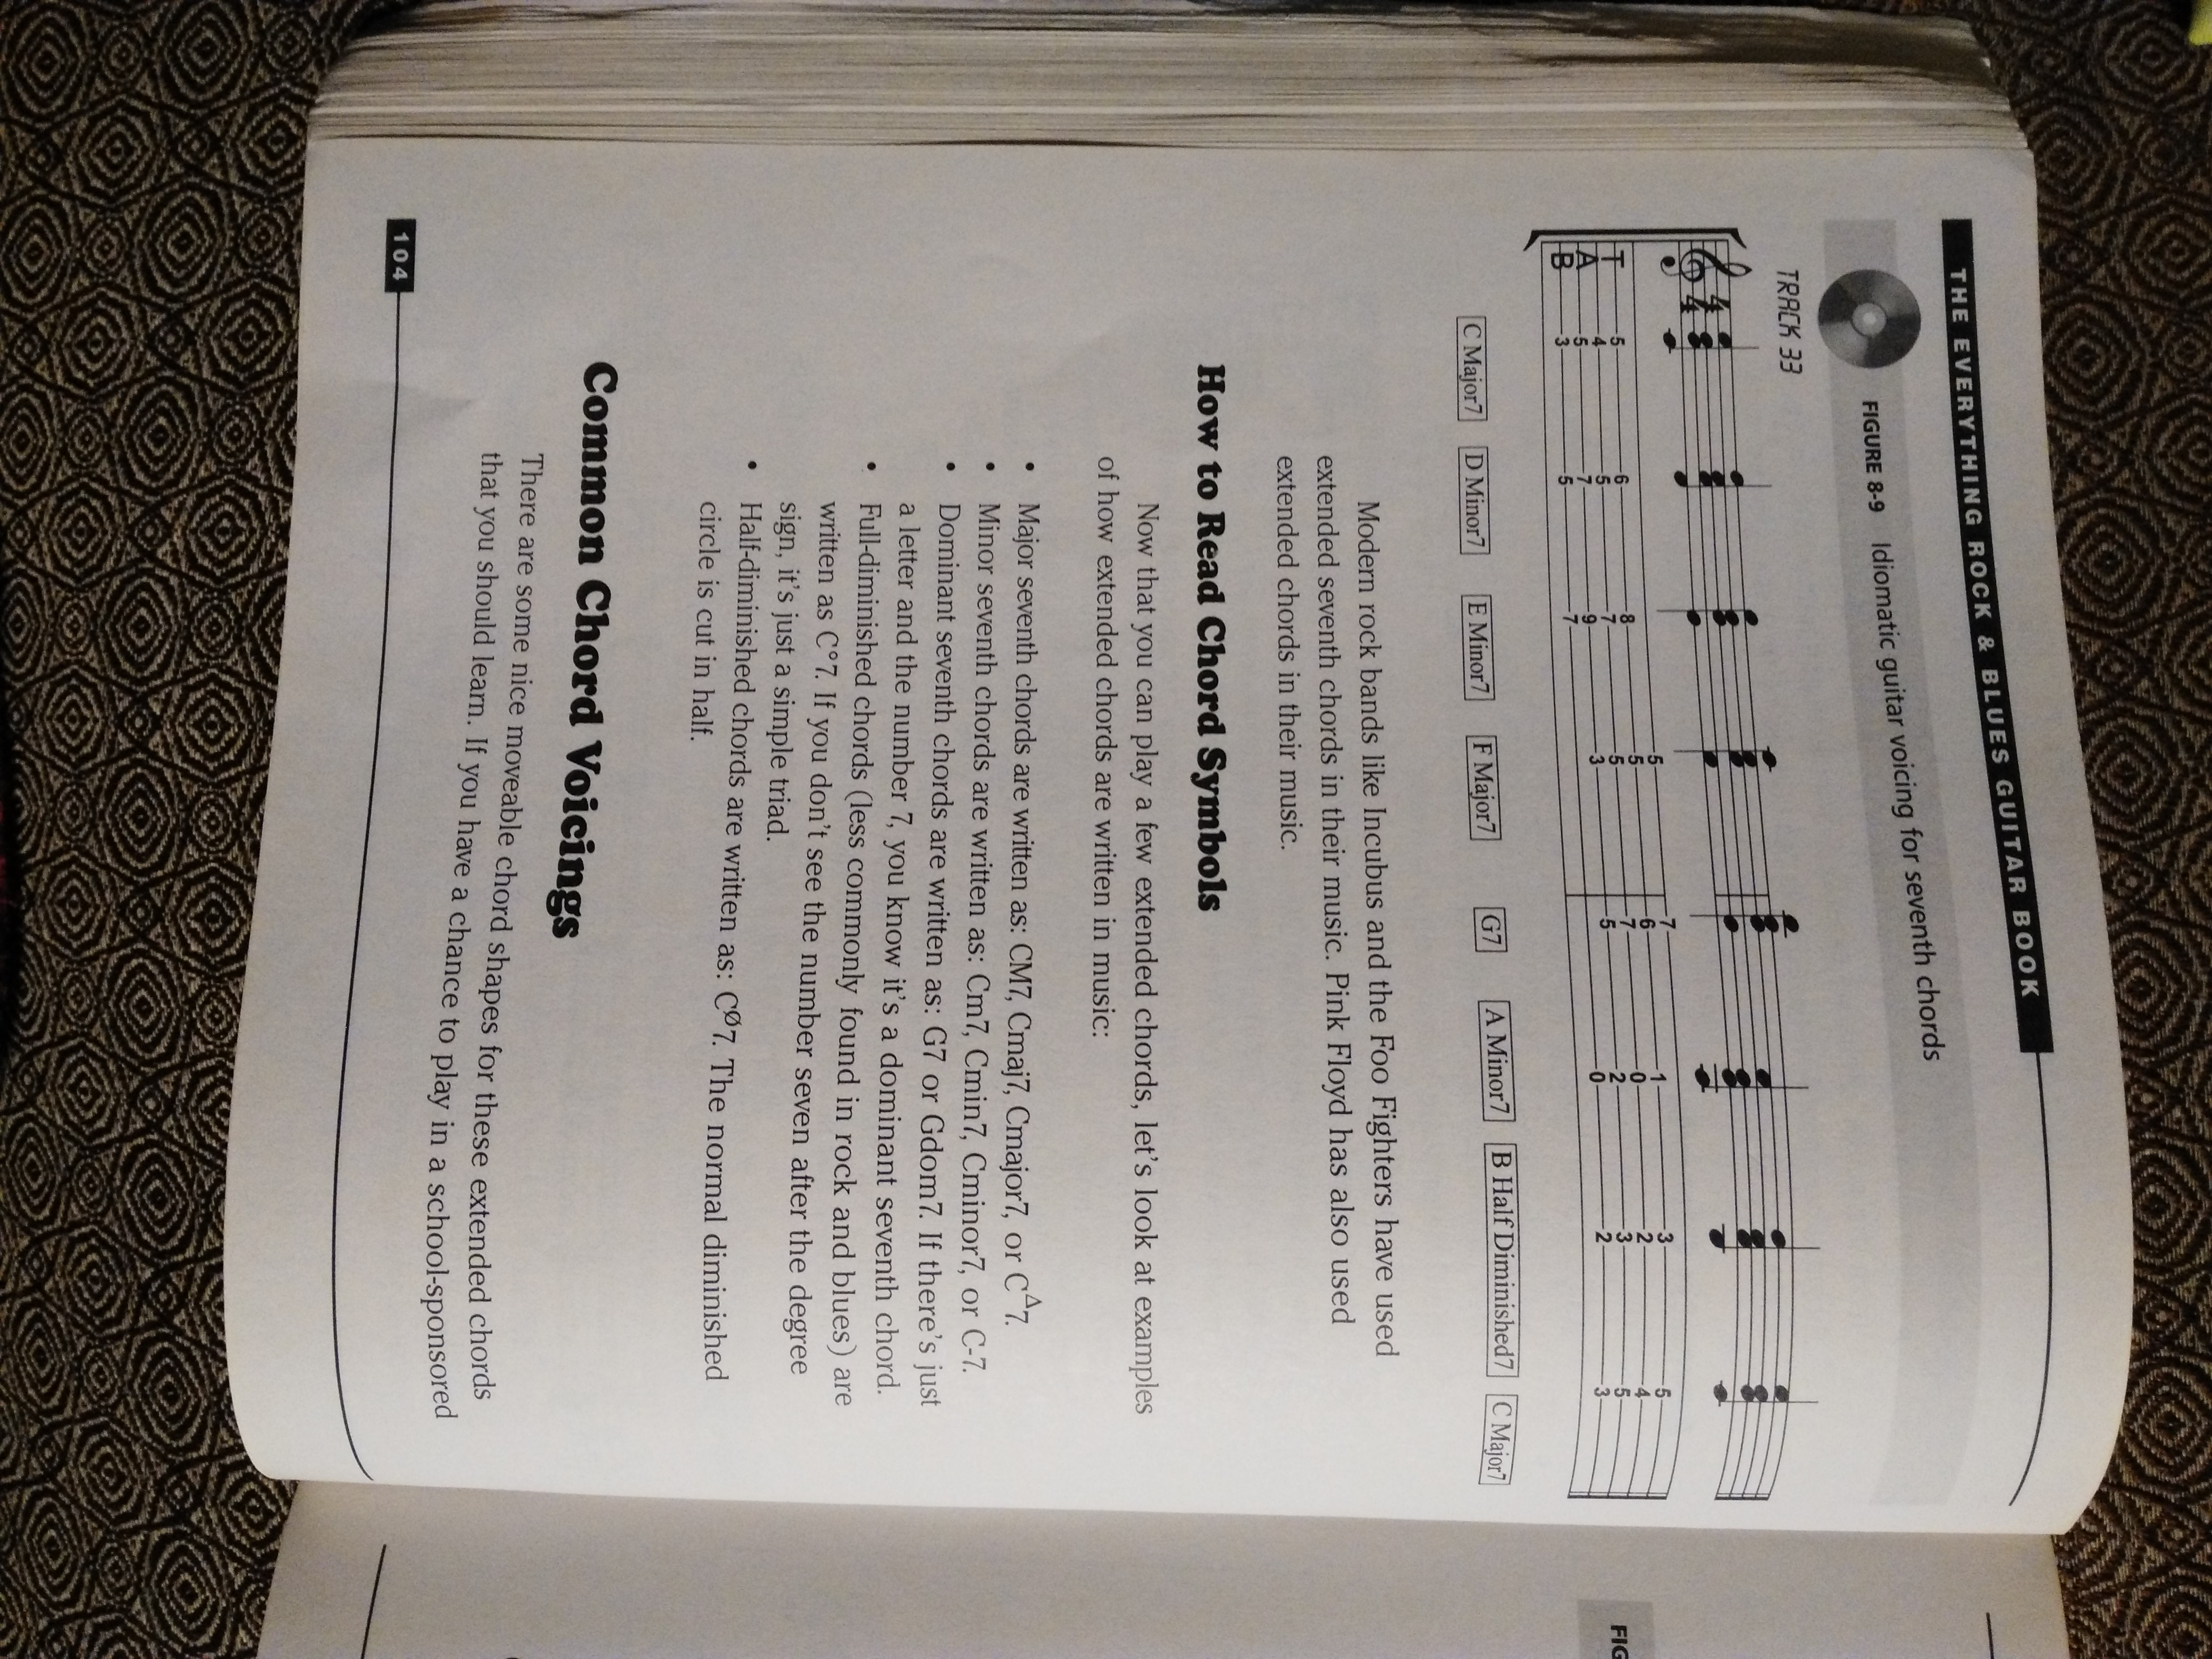 THE EVERYTHING ROCK & BLUES GUITAR BOOK
FIGURE 8-9 Idiomatic guitar voicing for seventh chords
TRACK 33
4
4
T
A
B
5 6 8 5 7 1 3 5
4 5 7 5 6 0 2 4
5 7 9 5 7 2 3 5
3 5 7 3 5 0 2 3
C Major7 D Minor7 E Minor7 F Major7 G7 A Minor7 B Half Diminished7 C Major7
Modern rock bands like Incubus and the Foo Fighters have used
extended seventh chords in their music. Pink Floyd has also used
extended chords in their music.
How to Read Chord Symbols
Now that you can play a few extended chords, let's look at examples
of how extended chords are written in music:
• Major seventh chords are written as: CM7, Cmaj7, Cmajor7, or C△7.
• Minor seventh chords are written as: Cm7, Cmin7, Cminor7, or C-7.
• Dominant seventh chords are written as: G7 or Gdom7. If there's just
a letter and the number 7, you know it's a dominant seventh chord.
• Full-diminished chords (less commonly found in rock and blues) are
written as C°7. If you don't see the number seven after the degree
sign, it's just a simple triad.
• Half-diminished chords are written as: CØ7. The normal diminished
circle is cut in half.
Common Chord Voicings
There are some nice moveable chord shapes for these extended chords
that you should learn. If you have a chance to play in a school-sponsored
104
FIG